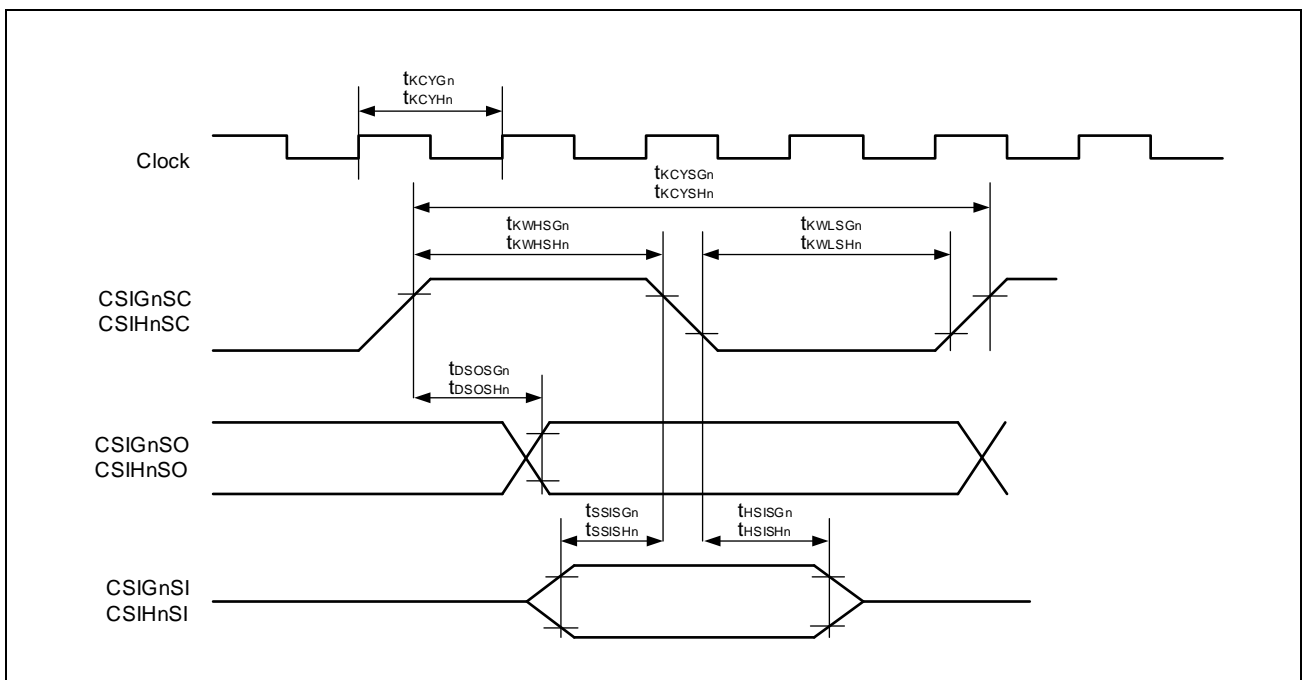 tKCYGn
tKCYHn
Clock
tKCYSGn
tKCYSHn
tKWHSGn
tKWHSHn
tKWLSGn
tKWLSHn
CSIGnSC
CSIHnSC
tDSOSGn
tDSOSHn
CSIGnSO
CSIHnSO
tSSISGn
tSSISHn
tHSISGn
tHSISHn
CSIGnSI
CSIHnSI